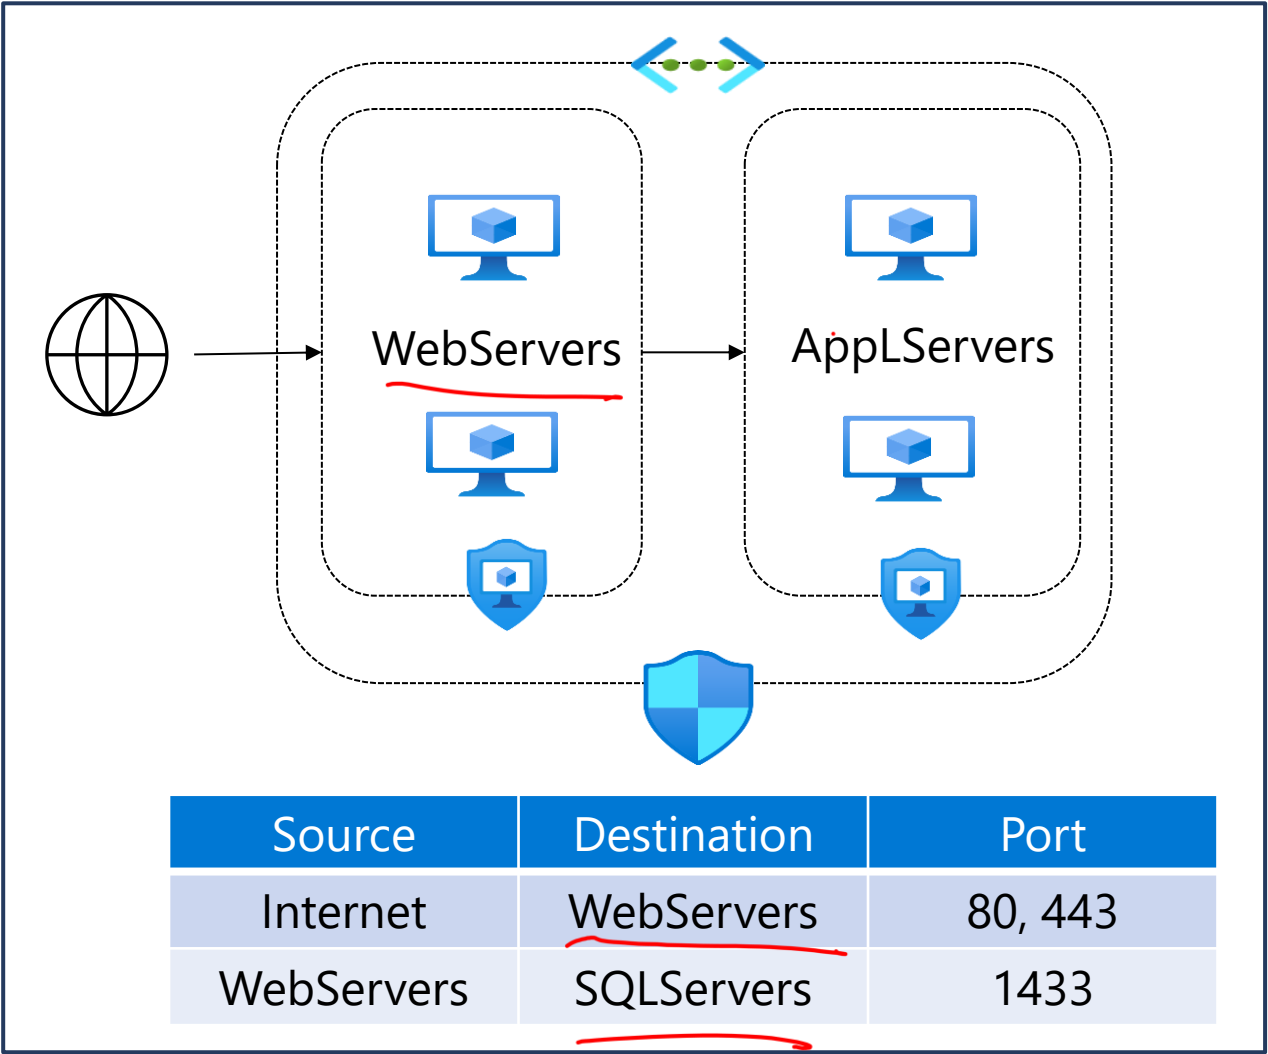 WebServers
AppLServers
Source Destination Port
Internet WebServers 80, 443
WebServers SQLServers 1433